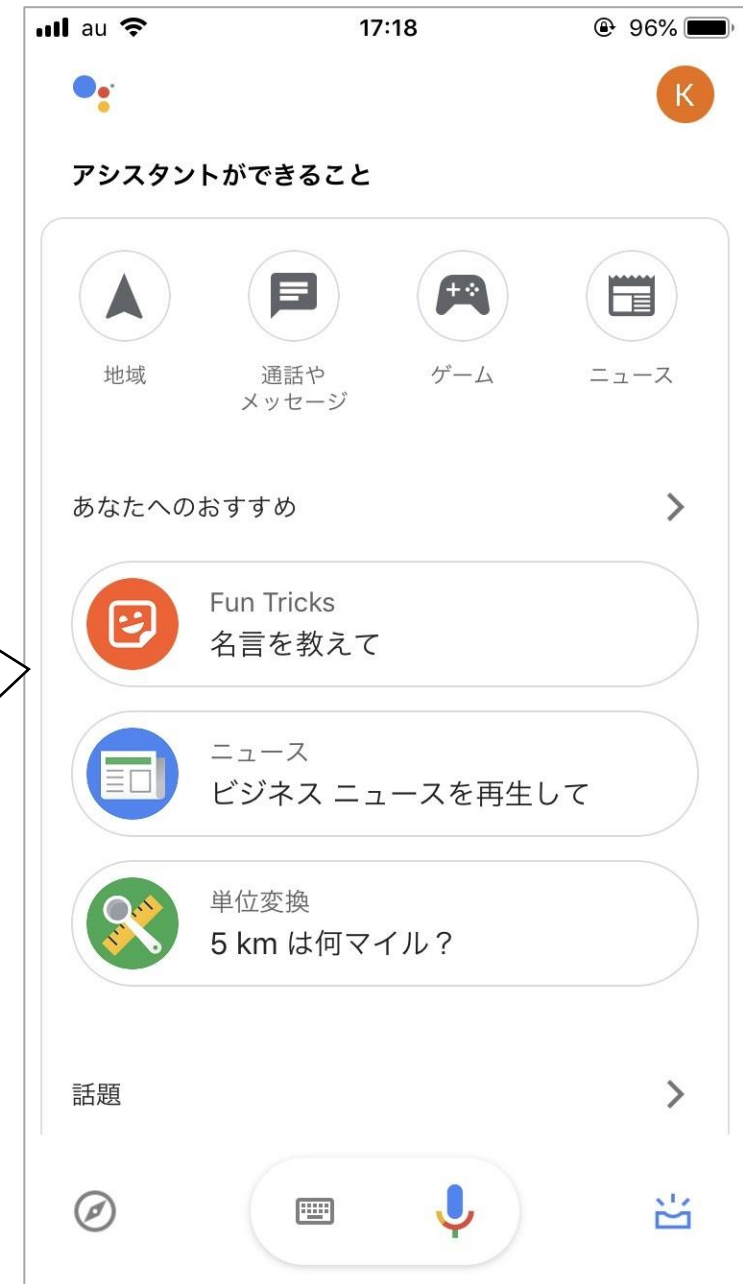 au 17:18 96%
K
アシスタントができること
地域
通話や
メッセージ
ゲーム
ニュース
あなたへのおすすめ
Fun Tricks
名言を教えて
ニュース
ビジネス ニュースを再生して
単位変換
5 km は何マイル？
話題